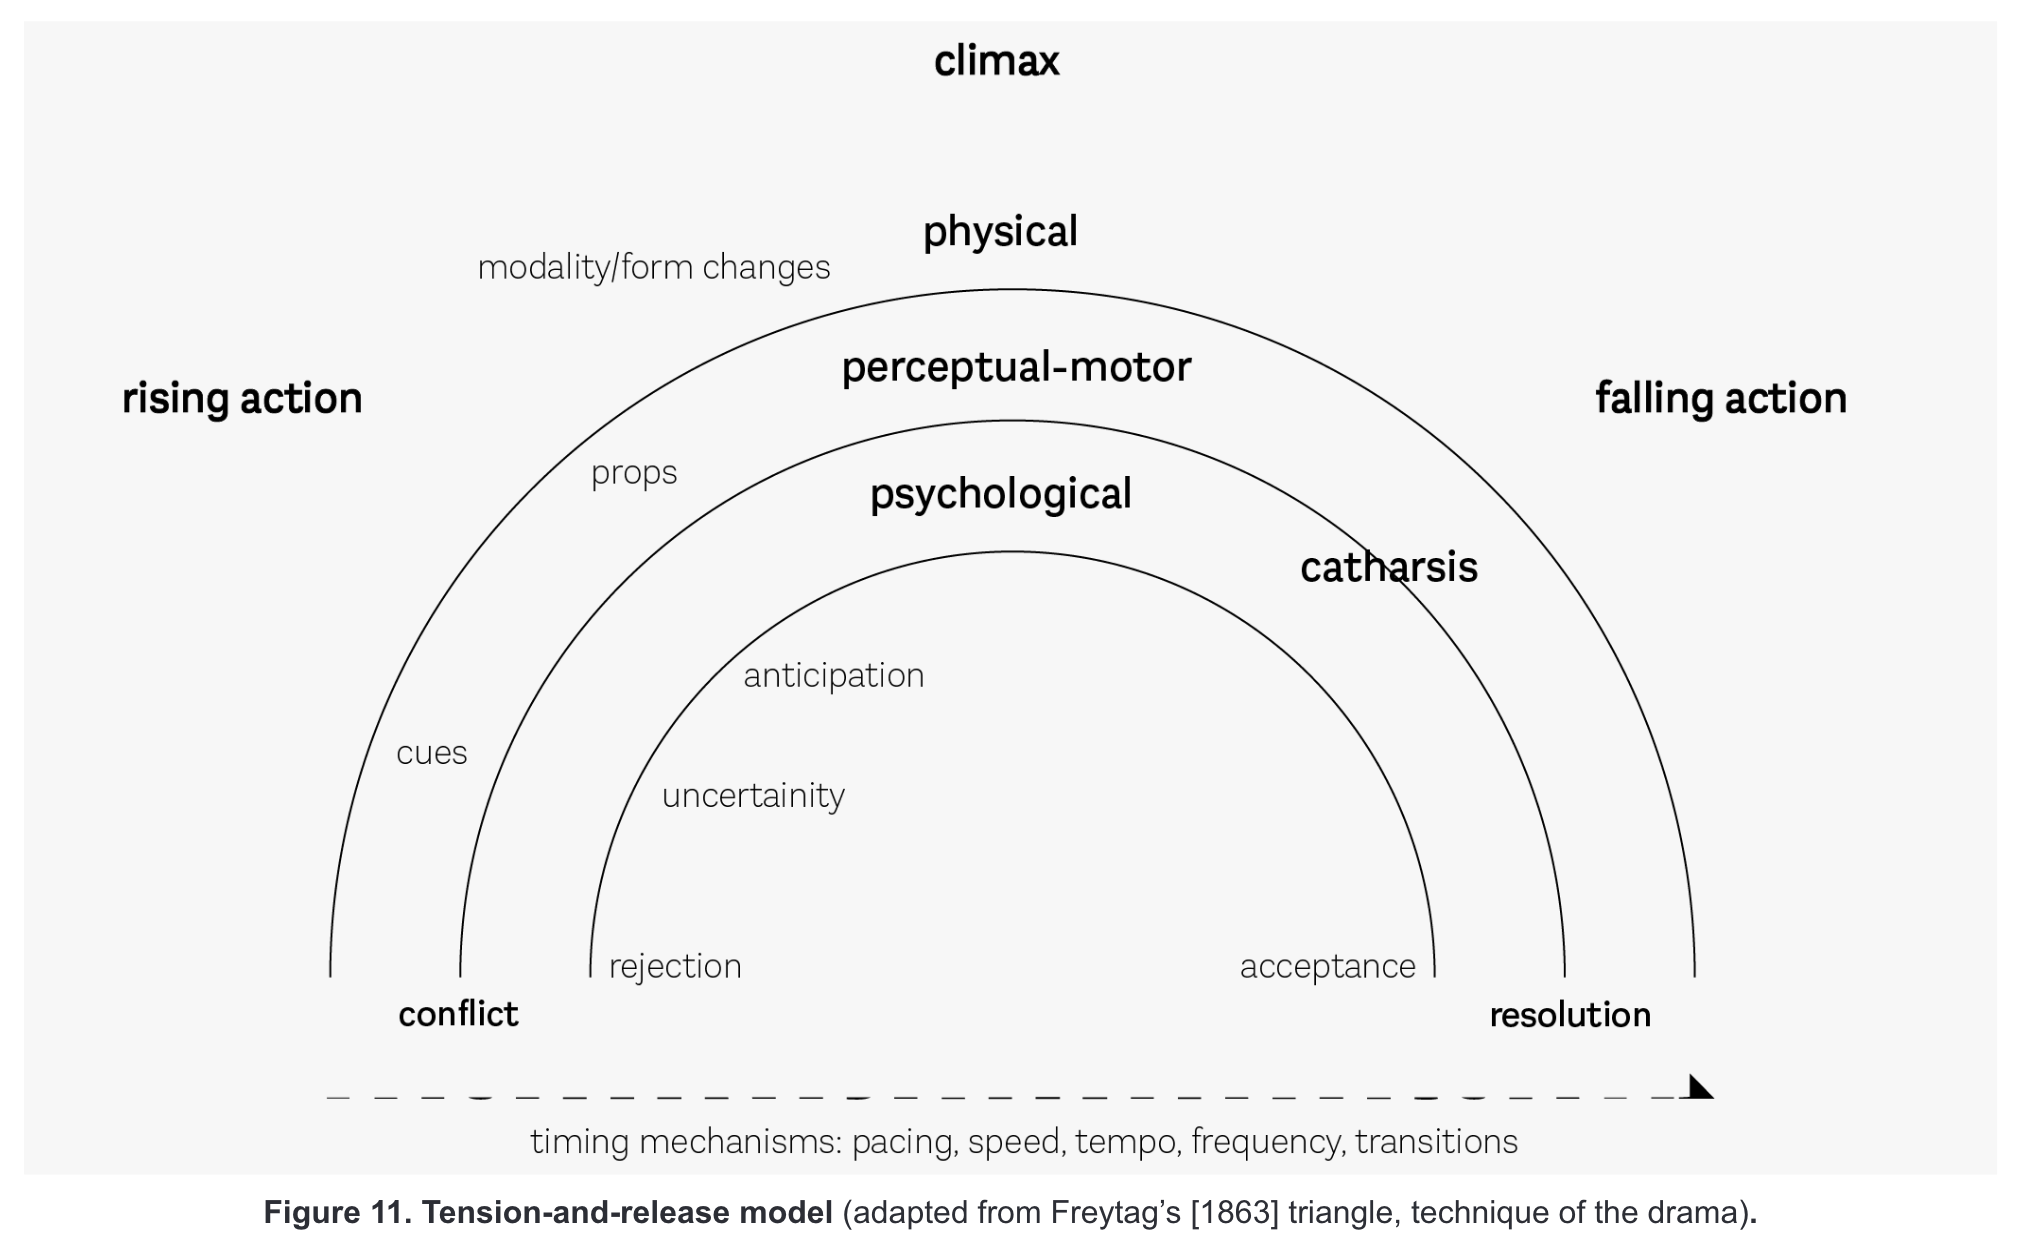 climax
physical
modality/form changes
perceptual-motor
rising action
falling action
props
psychological
catharsis
anticipation
cues
uncertainity
rejection
acceptance
conflict
resolution
timing mechanisms: pacing, speed, tempo, frequency, transitions
Figure 11. Tension-and-release model (adapted from Freytag’s [1863] triangle, technique of the drama).